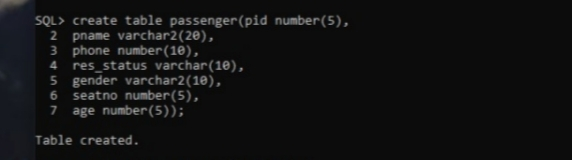 SQL> create table passenger(pid number(5),
2 pname varchar2(20),
3 phone number(10),
4 res_status varchar(10),
5 gender varchar2(10),
6 seatno number(5),
7 age number(5));
Table created.